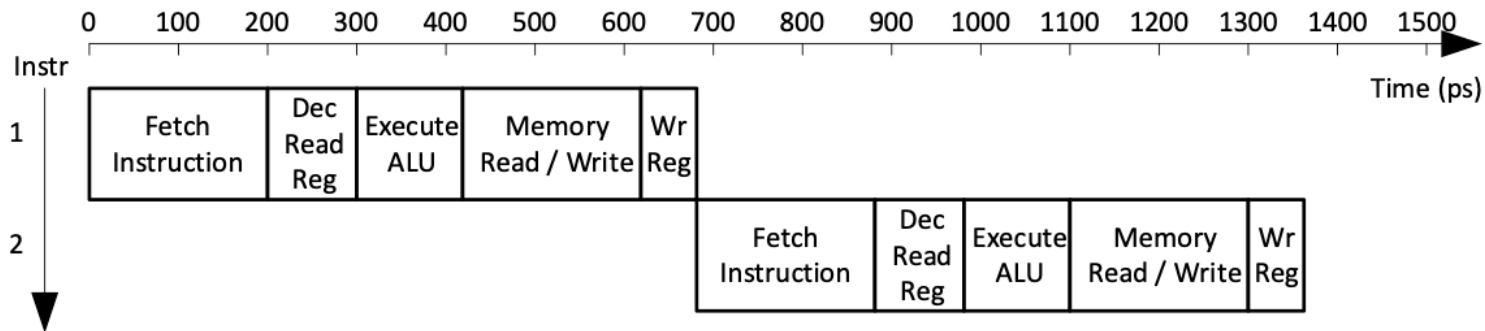 0 100 200 300 400 500 600 700 800 900 1000 1100 1200 1300 1400 1500
Instr
Time (ps)
1
Fetch
Instruction
Dec
Read
Reg
Execute
ALU
Memory
Read / Write
Wr
Reg
2
Fetch
Instruction
Dec
Read
Reg
Execute
ALU
Memory
Read / Write
Wr
Reg